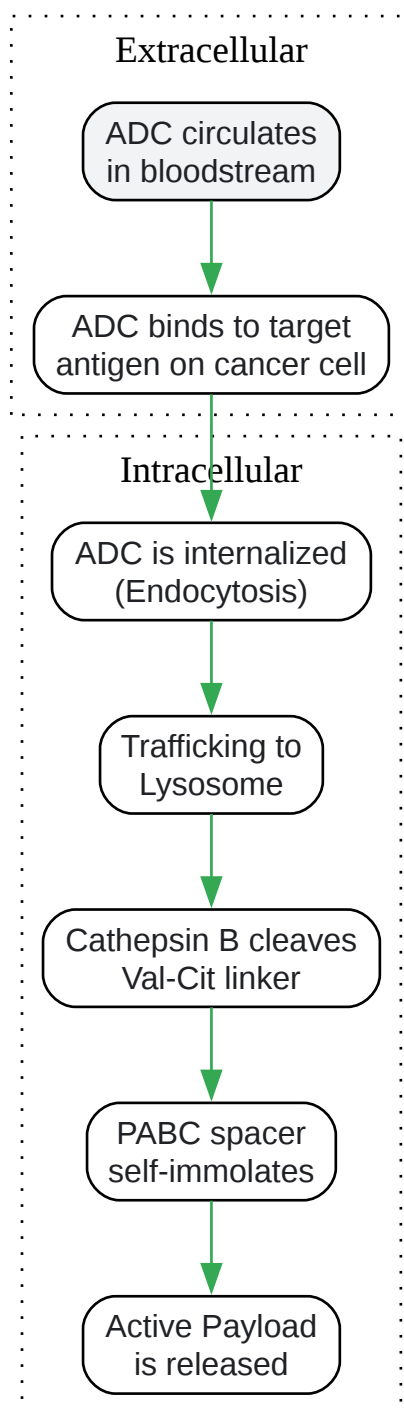 Extracellular
ADC circulates
in bloodstream
ADC binds to target
antigen on cancer cell
Intracellular
ADC is internalized
(Endocytosis)
Trafficking to
Lysosome
Cathepsin B cleaves
Val-Cit linker
PABC spacer
self-immolates
Active Payload
is released